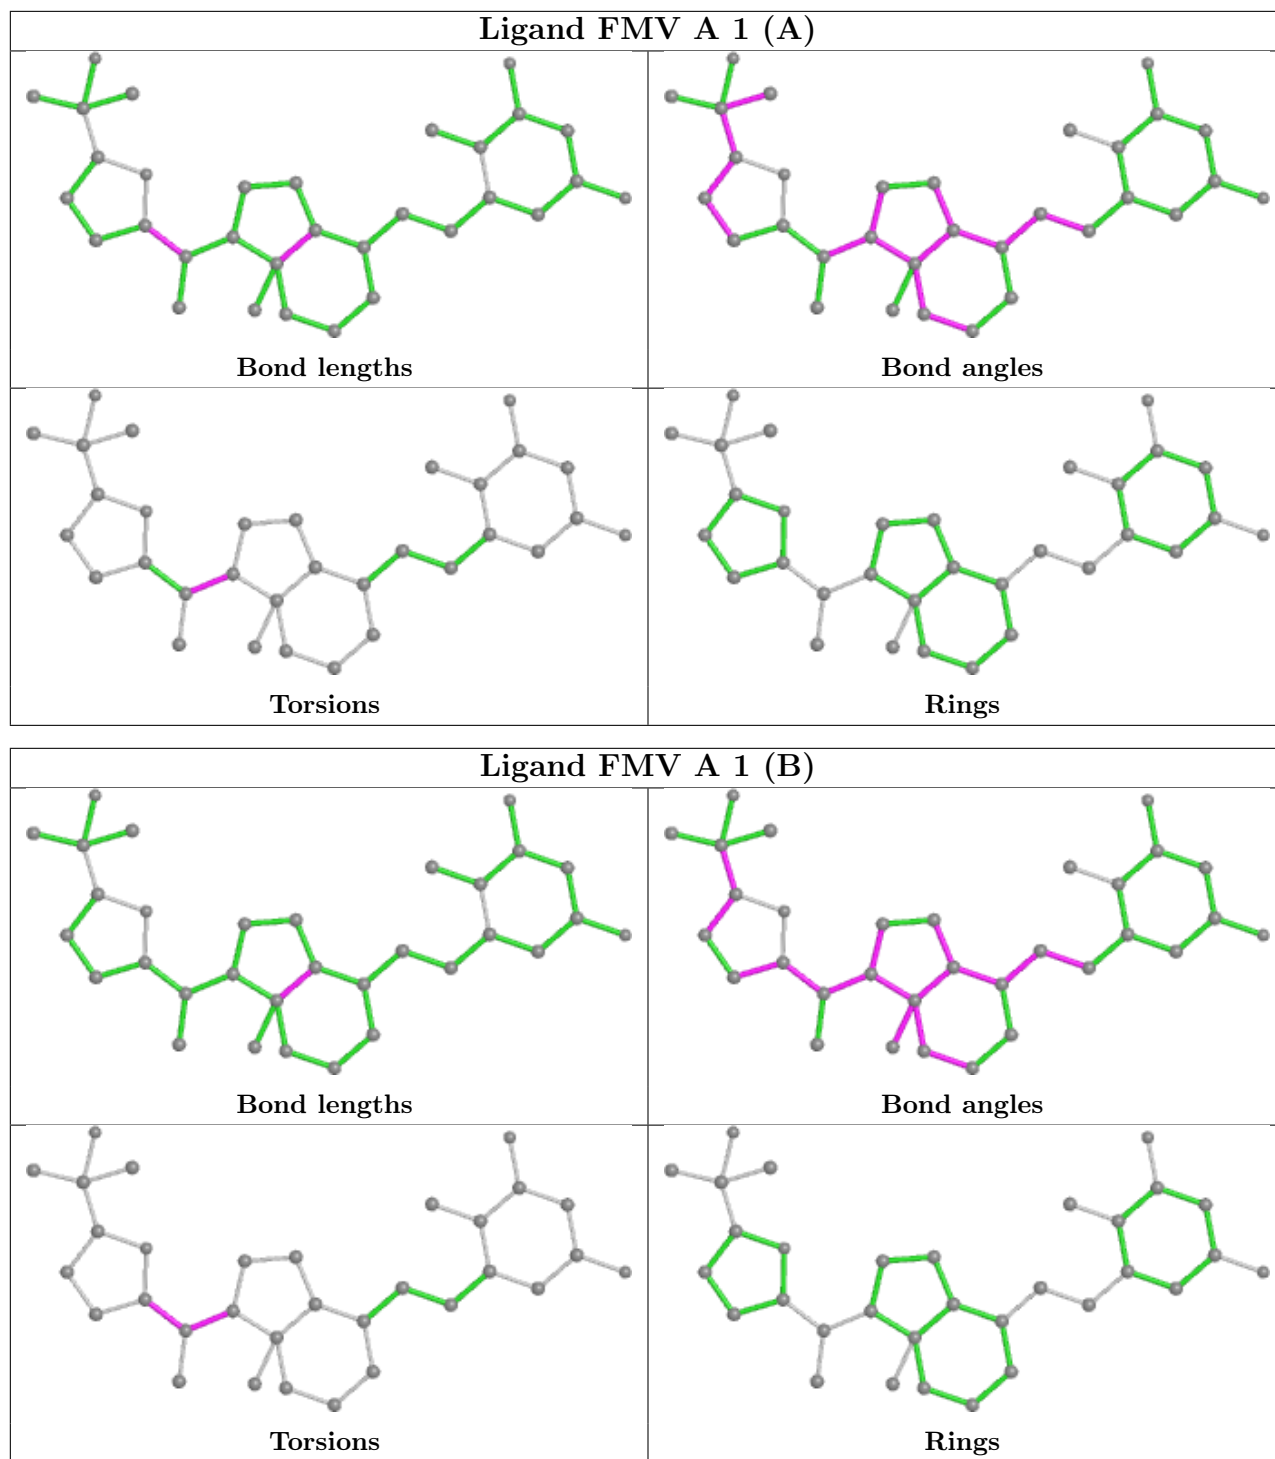 Ligand FMV A 1 (A)
Bond lengths
Bond angles
Torsions
Rings
Ligand FMV A 1 (B)
Bond lengths
Bond angles
Torsions
Rings